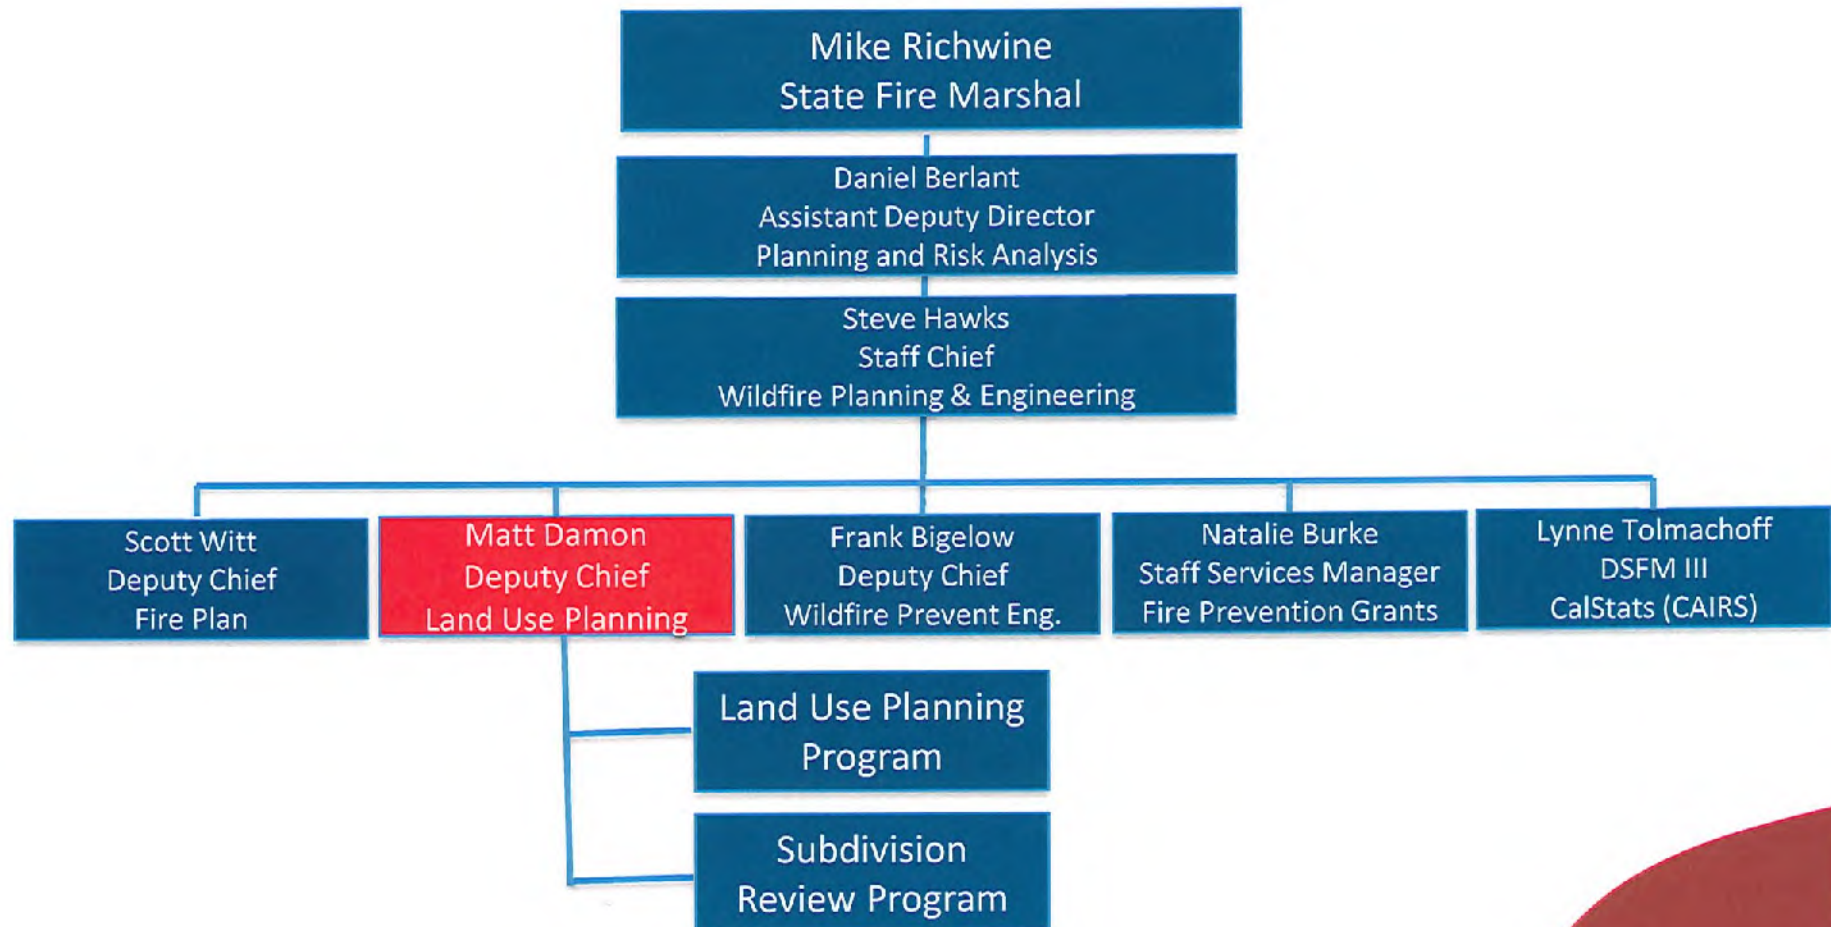 Mike Richwine
State Fire Marshal
Daniel Berlant
Assistant Deputy Director
Planning and Risk Analysis
Steve Hawks
Staff Chief
Wildfire Planning & Engineering
Scott Witt
Deputy Chief
Fire Plan
Matt Damon
Deputy Chief
Land Use Planning
Frank Bigelow
Deputy Chief
Wildfire Prevent Eng.
Natalie Burke
Staff Services Manager
Fire Prevention Grants
Lynne Tolmachoff
DSFM III
CalStats (CAIRS)
Land Use Planning
Program
Subdivision
Review Program